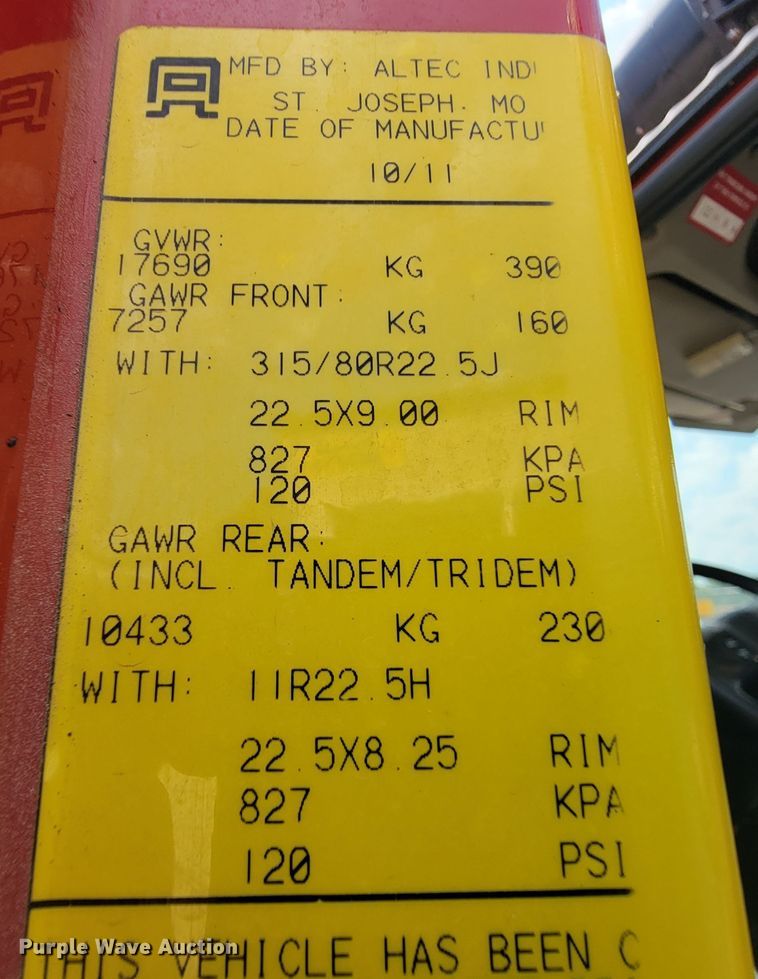 MFD BY: ALTEC IND
ST. JOSEPH. MO
DATE OF MANUFACTU
10/11
GVWR:
17690 KG 390
GAWR FRONT:
7257 KG 160
WITH: 315/80R22.5J
22.5X9.00 RIM
827 KPA
120 PSI
GAWR REAR:
(INCL. TANDEM/TRIDEM)
10433 KG 230
WITH: 11R22.5H
22.5X8.25 RIM
827 KPA
120 PSI
THIS VEHICLE HAS BEEN C
Purple Wave Auction